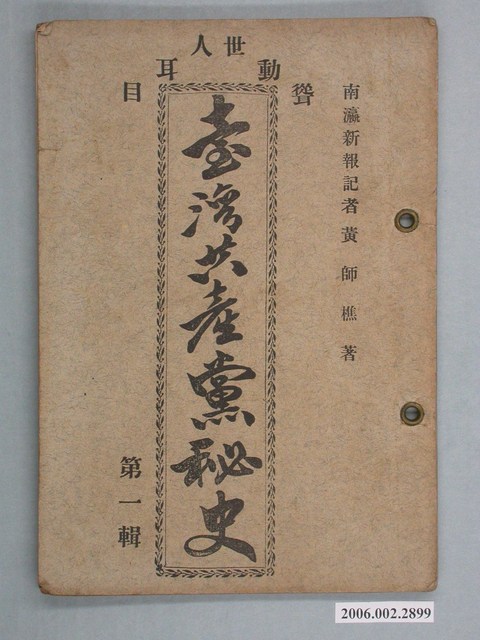 南瀛新報記者黃師樵著
聳動世人耳目
臺灣共產黨秘史
第一輯
2006.002.2899